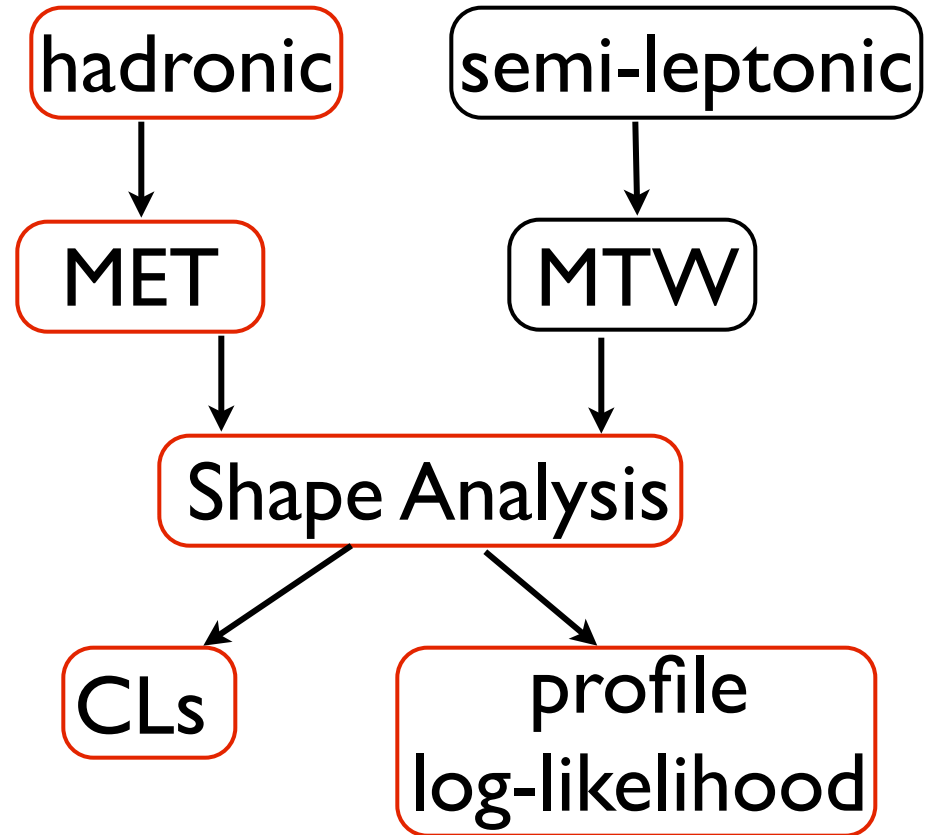 hadronic
semi-leptonic
MET
MTW
Shape Analysis
CLs
profile
log-likelihood